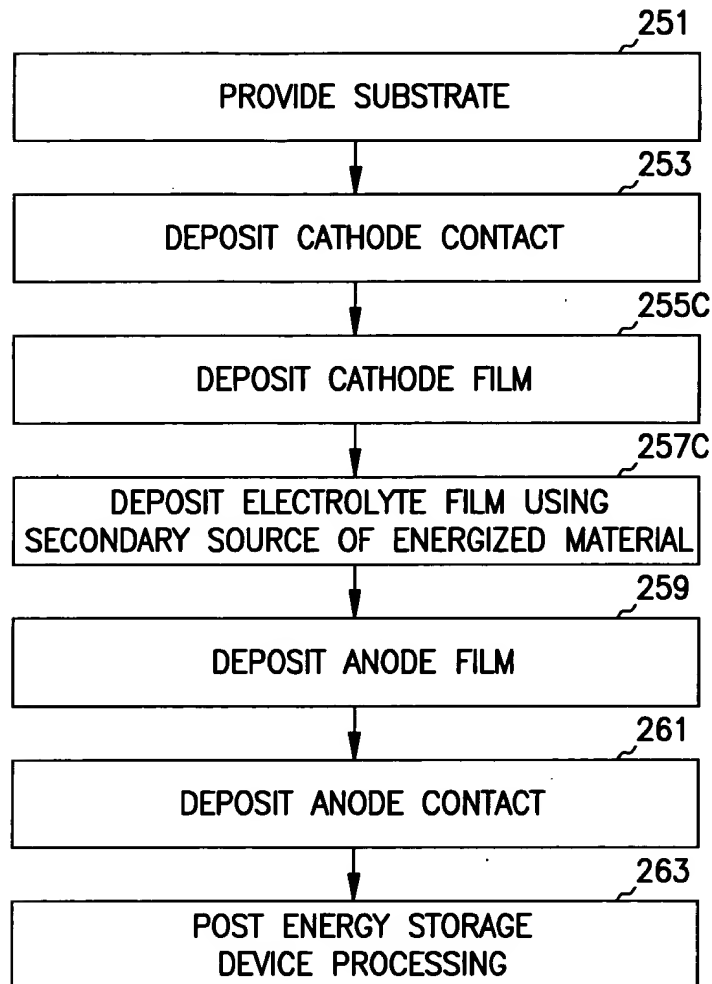 251
PROVIDE SUBSTRATE
253
DEPOSIT CATHODE CONTACT
255C
DEPOSIT CATHODE FILM
257C
DEPOSIT ELECTROLYTE FILM USING
SECONDARY SOURCE OF ENERGIZED MATERIAL
259
DEPOSIT ANODE FILM
261
DEPOSIT ANODE CONTACT
263
POST ENERGY STORAGE
DEVICE PROCESSING